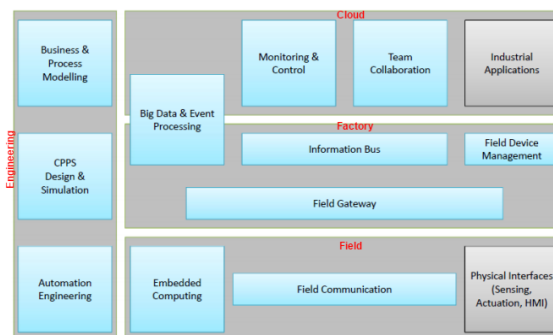 Cloud
Business &
Process
Modelling
Monitoring &
Control
Team
Collaboration
Industrial
Applications
Big Data & Event
Processing
Factory
Engineering
CPPS
Design &
Simulation
Information Bus
Field Device
Management
Field Gateway
Field
Automation
Engineering
Embedded
Computing
Field Communication
Physical Interfaces
(Sensing,
Actuation, HMI)